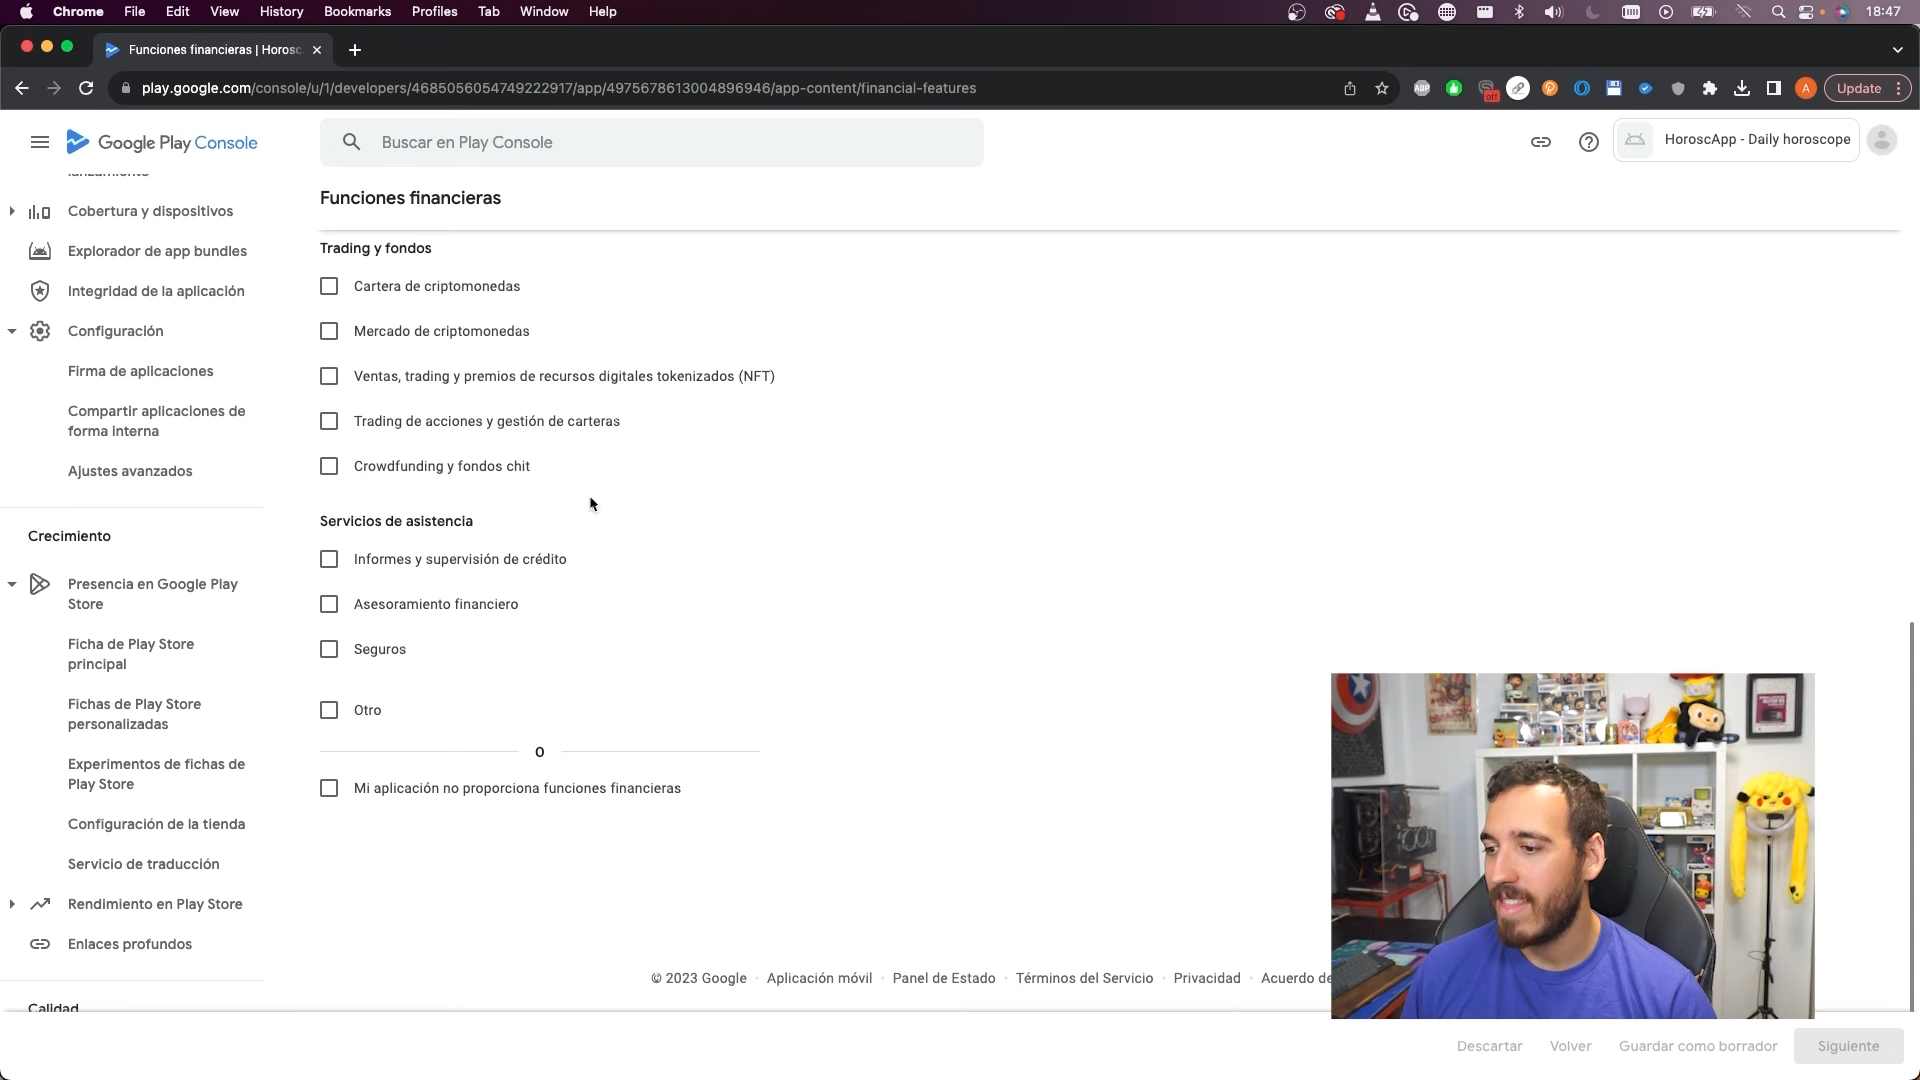 Chrome File Edit View History Bookmarks Profiles Tab Window Help 18:47
Funciones financieras | Horosc
play.google.com/console/u/1/developers/4685056054749222917/app/4975678613004896946/app-content/financial-features
ABP
off
A
Update
Google Play Console
Buscar en Play Console
HoroscApp - Daily horoscope
lanzamiento
Cobertura y dispositivos
Explorador de app bundles
Integridad de la aplicación
Configuración
Firma de aplicaciones
Compartir aplicaciones de
forma interna
Ajustes avanzados
Crecimiento
Presencia en Google Play
Store
Ficha de Play Store
principal
Fichas de Play Store
personalizadas
Experimentos de fichas de
Play Store
Configuración de la tienda
Servicio de traducción
Rendimiento en Play Store
Enlaces profundos
Calidad
Funciones financieras
Trading y fondos
Cartera de criptomonedas
Mercado de criptomonedas
Ventas, trading y premios de recursos digitales tokenizados (NFT)
Trading de acciones y gestión de carteras
Crowdfunding y fondos chit
Servicios de asistencia
Informes y supervisión de crédito
Asesoramiento financiero
Seguros
Otro
O
Mi aplicación no proporciona funciones financieras
© 2023 Google · Aplicación móvil · Panel de Estado · Términos del Servicio · Privacidad · Acuerdo de
Descartar Volver Guardar como borrador Siguiente